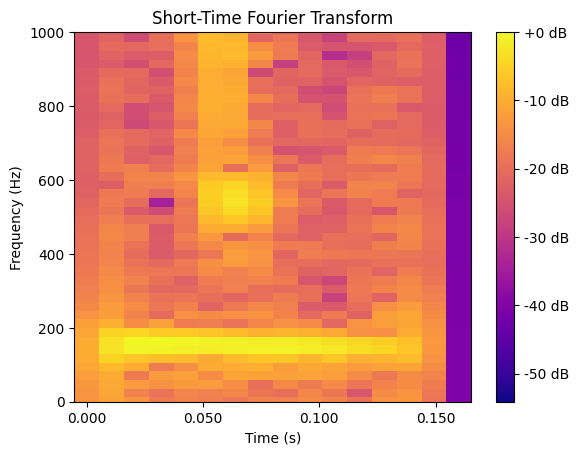 Short-Time Fourier Transform
1000
800
600
400
200
0
Frequency (Hz)
0.000
0.050
0.100
0.150
Time (s)
+0 dB
-10 dB
-20 dB
-30 dB
-40 dB
-50 dB